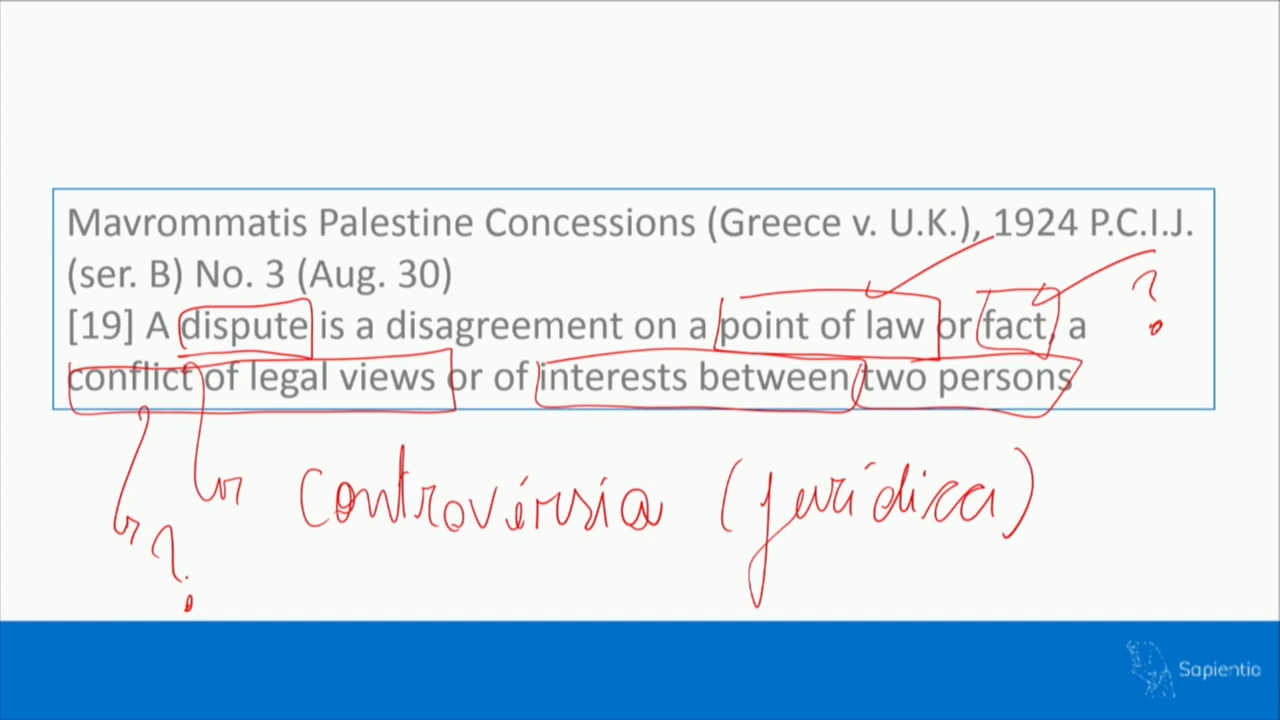 Mavrommatis Palestine Concessions (Greece v. U.K.), 1924 P.C.I.J.
(ser. B) No. 3 (Aug. 30)
[19] A dispute is a disagreement on a point of law or fact, a
conflict of legal views or of interests between two persons
?
Controvérsia (jurídica)
?
Sapientia